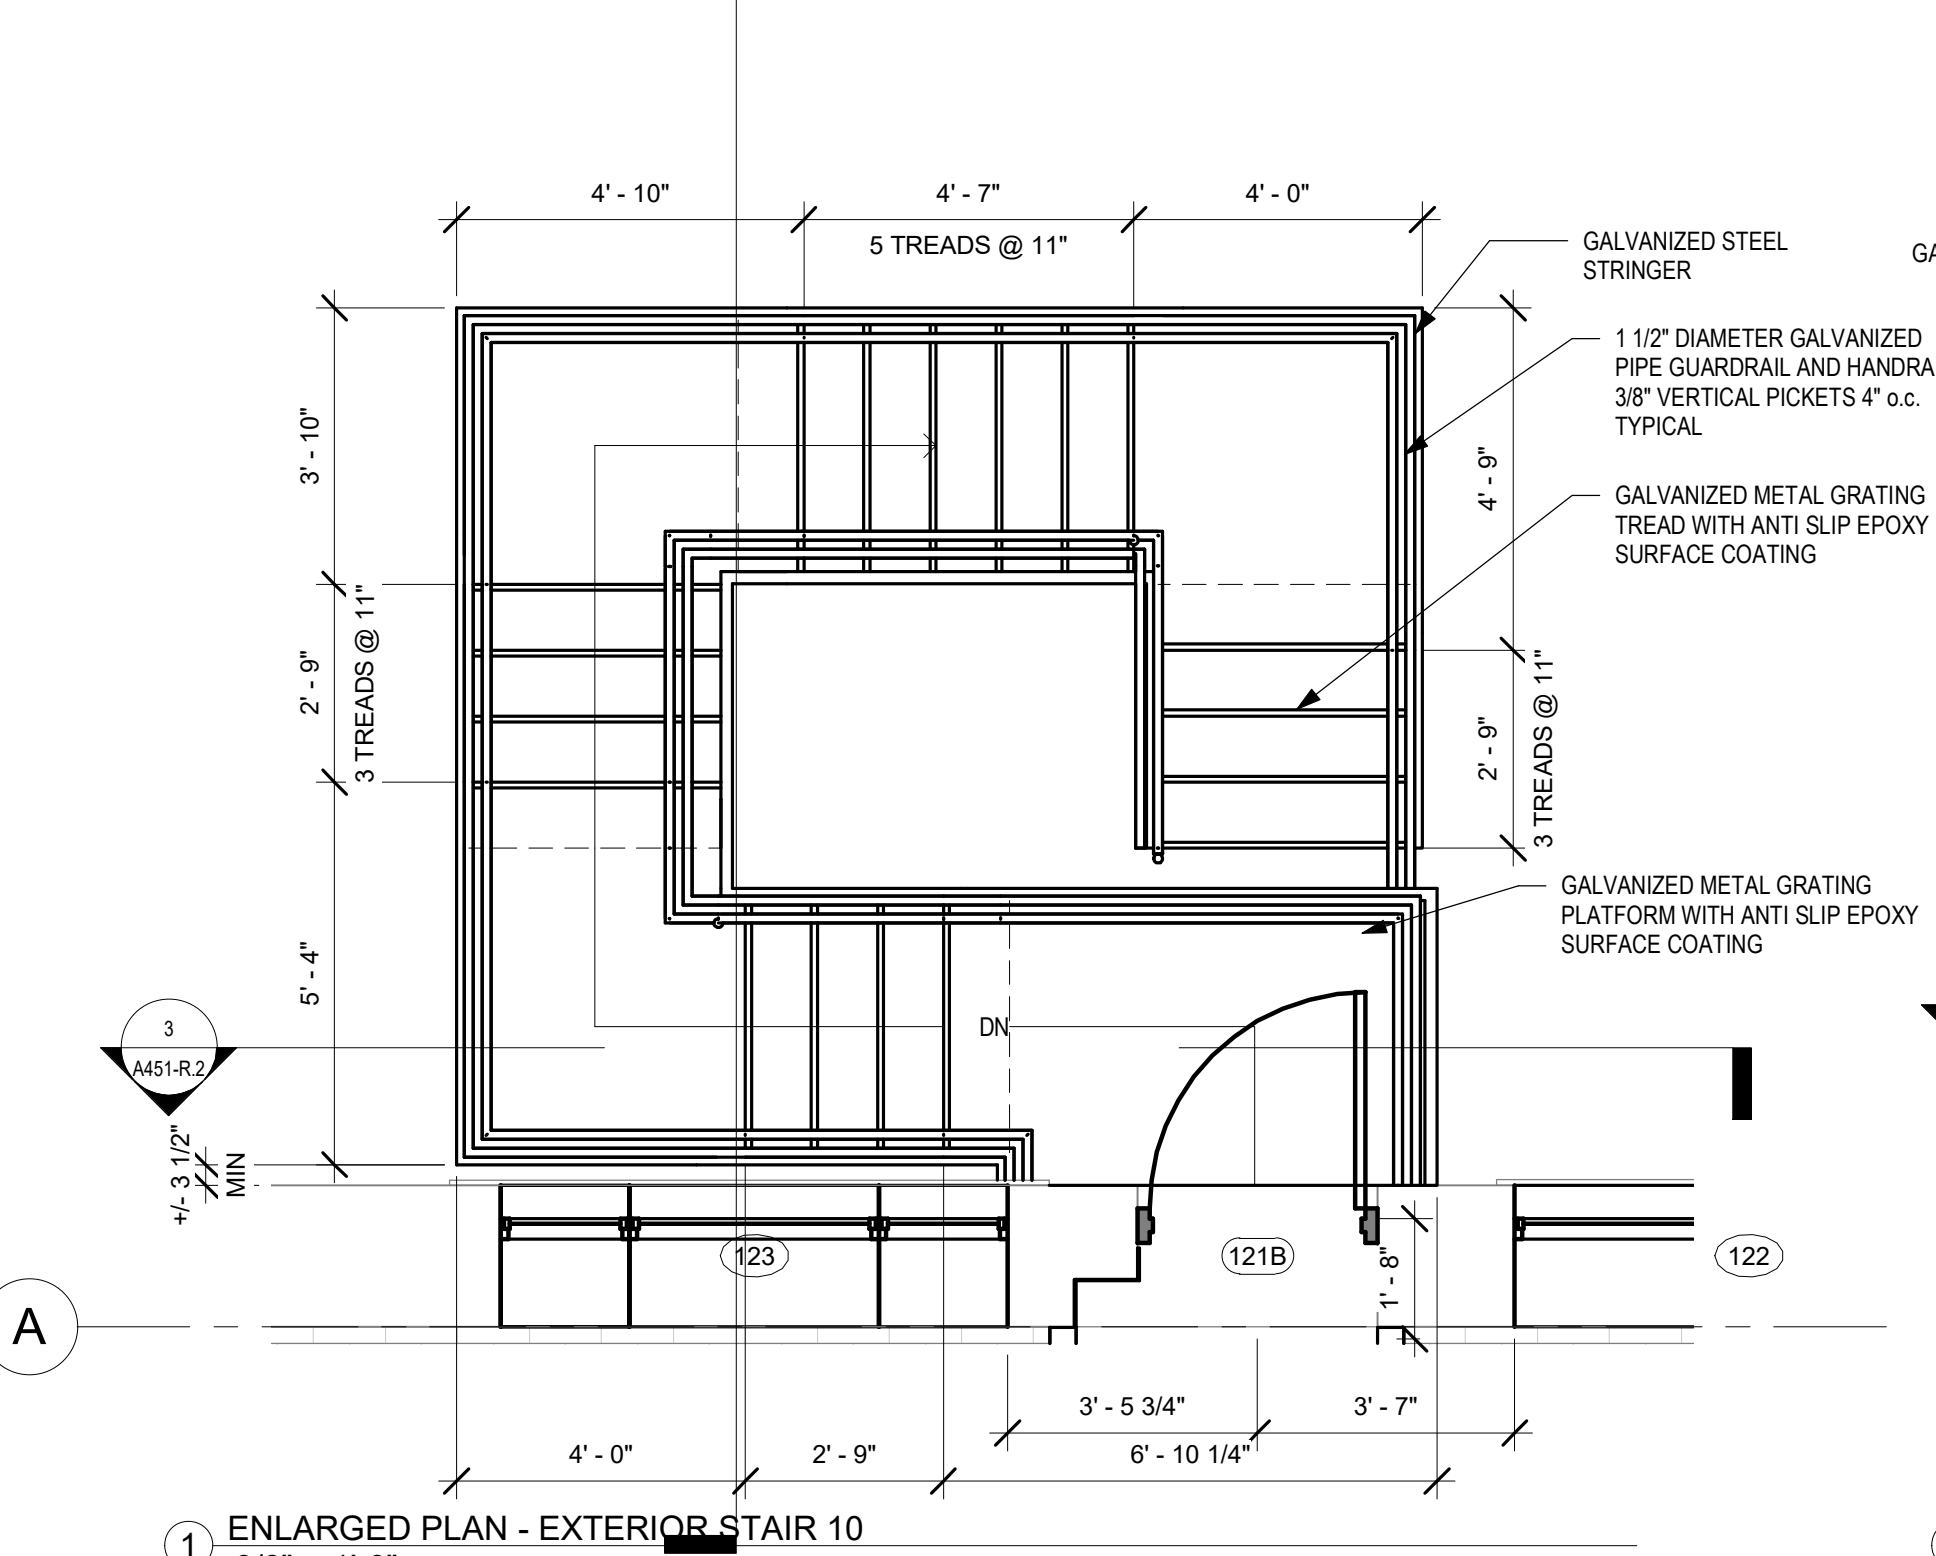 4' - 10"
4' - 7"
4' - 0"
5 TREADS @ 11"
GALVANIZED STEEL
STRINGER
1 1/2" DIAMETER GALVANIZED
PIPE GUARDRAIL AND
3/8" VERTICAL PICKETS 4" o.c.
TYPICAL
GALVANIZED METAL GRATING
TREAD WITH ANTI SLIP EPOXY
SURFACE COATING
GALVANIZED METAL GRATING
PLATFORM WITH ANTI SLIP EPOXY
SURFACE COATING
3' - 10"
2' - 9"
3 TREADS @ 11"
5' - 4"
4' - 9"
2' - 9"
3 TREADS @ 11"
DN
3
A451-R.2
+/- 3 1/2"
MIN
123
121B
122
1' - 8"
A
3' - 5 3/4"
3' - 7"
4' - 0"
2' - 9"
6' - 10 1/4"
1
ENLARGED PLAN - EXTERIOR STAIR 10